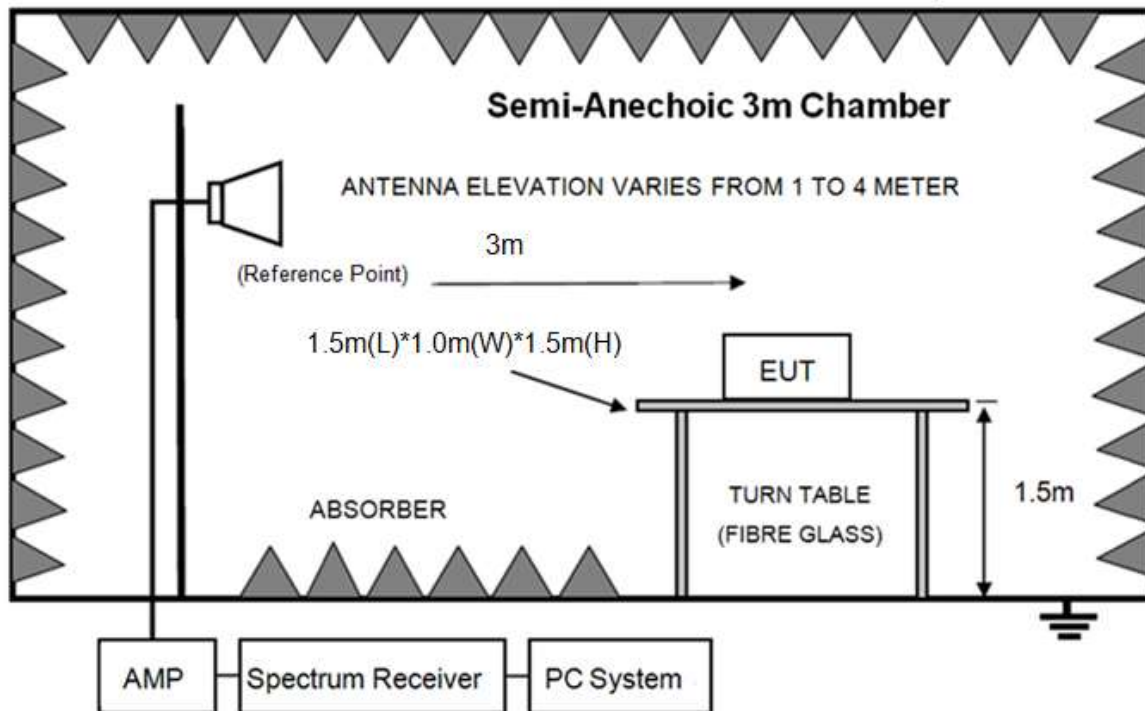 Semi-Anechoic 3m Chamber
ANTENNA ELEVATION VARIES FROM 1 TO 4 METER
3m
(Reference Point)
1.5m(L)*1.0m(W)*1.5m(H)
EUT
1.5m
TURN TABLE
(FIBRE GLASS)
ABSORBER
AMP
Spectrum Receiver
PC System